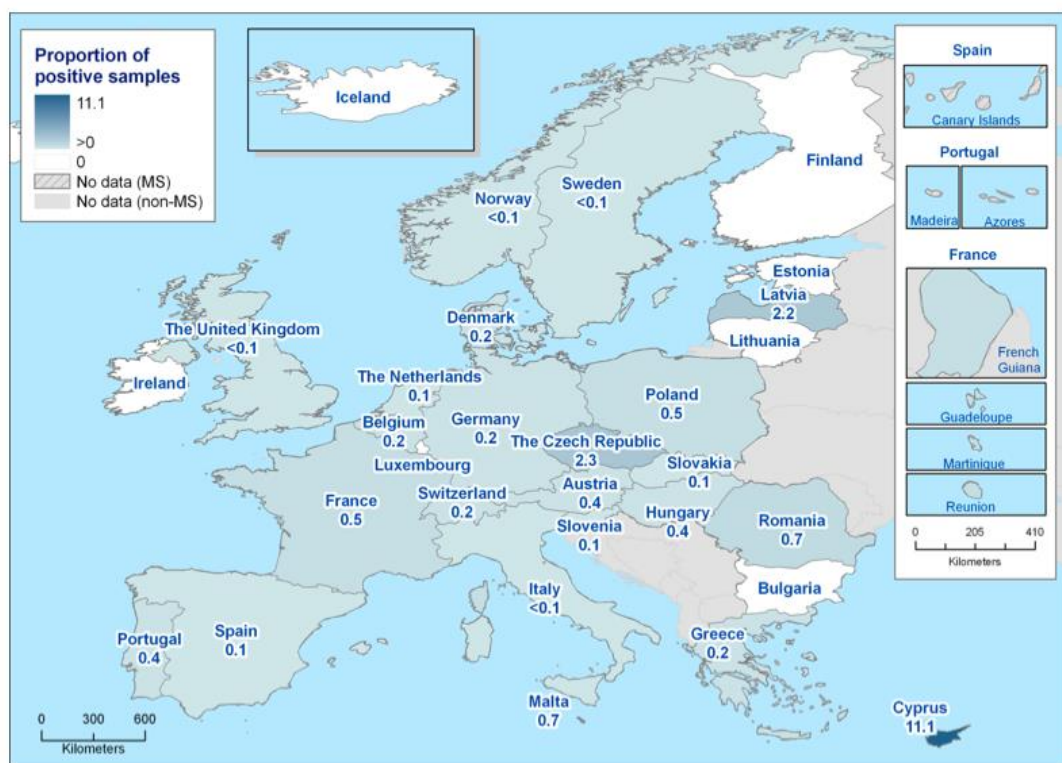 Proportion of
positive samples
11.1
>0
0
No data (MS)
No data (non-MS)
Iceland
Finland
Norway
<0.1
Sweden
<0.1
Estonia
Latvia
2.2
Lithuania
Denmark
0.2
The United Kingdom
<0.1
Ireland
The Netherlands
0.1
Belgium
0.2
Luxembourg
Germany
0.2
Poland
0.5
The Czech Republic
2.3
Slovakia
0.1
Austria
0.4
Switzerland
0.2
France
0.5
Hungary
0.4
Slovenia
0.1
Romania
0.7
Bulgaria
Italy
<0.1
Portugal
0.4
Spain
0.1
Greece
0.2
Malta
0.7
Cyprus
11.1
0 300 600
Kilometers
Spain
Canary Islands
Portugal
Madeira
Azores
France
French
Guiana
Guadeloupe
Martinique
Reunion
0 205 410
Kilometers